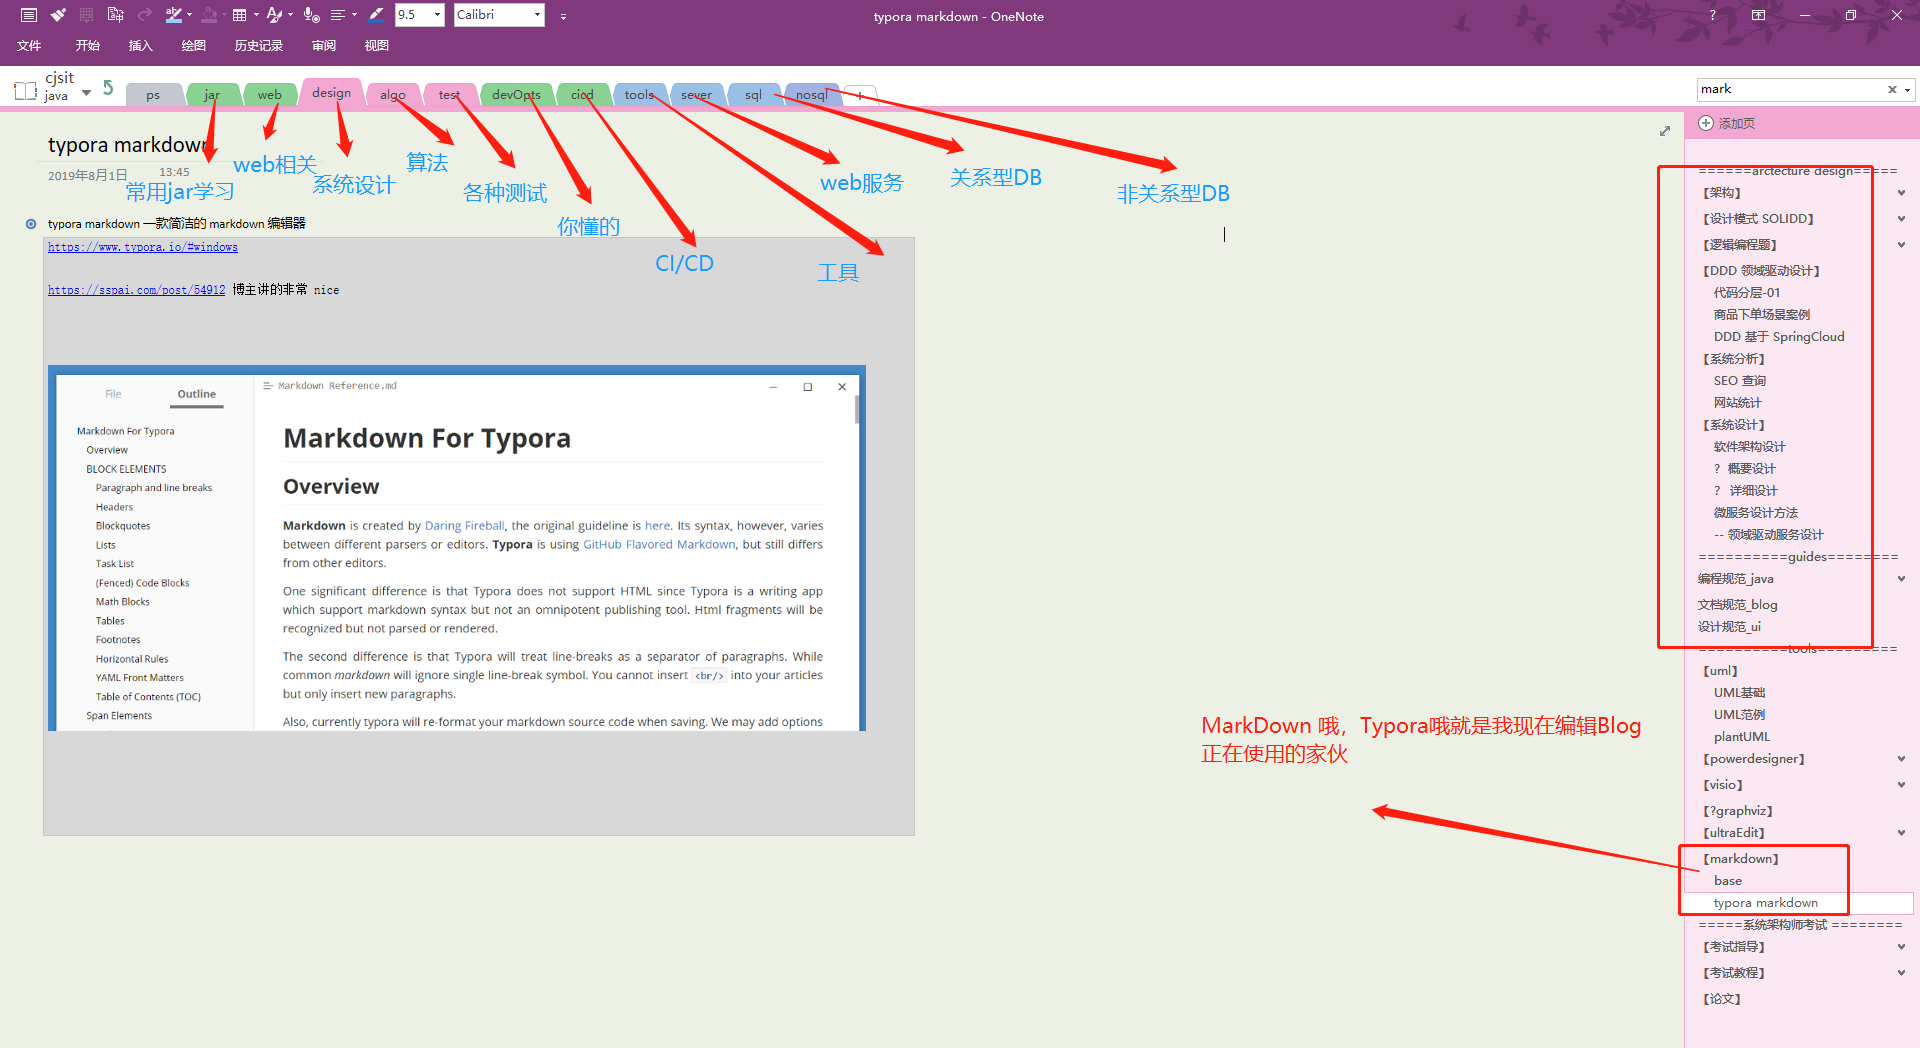 9.5
Calibri
typora markdown - OneNote
文件 开始 插入 绘图 历史记录 审阅 视图
cjsit
java
ps jar web design algo test devOpts cicd tools sever sql nosql
mark
添加页
typora markdown
2019年8月1日 13:45
常用jar学习
web相关
系统设计
算法
各种测试
你懂的
CI/CD
工具
web服务
关系型DB
非关系型DB
typora markdown 一款简洁的 markdown 编辑器
https://www.typora.io/#windows
https://sspai.com/post/54912 博主讲的非常 nice
File Outline
Markdown For Typora
Overview
BLOCK ELEMENTS
Paragraph and line breaks
Headers
Blockquotes
Lists
Task List
(Fenced) Code Blocks
Math Blocks
Tables
Footnotes
Horizontal Rules
YAML Front Matters
Table of Contents (TOC)
Span Elements
Markdown Reference.md
Markdown For Typora
Overview
Markdown is created by Daring Fireball, the original guideline is here. Its syntax, however, varies
between different parsers or editors. Typora is using GitHub Flavored Markdown, but still differs
from other editors.
One significant difference is that Typora does not support HTML since Typora is a writing app
which support markdown syntax but not an omnipotent publishing tool. Html fragments will be
recognized but not parsed or rendered.
The second difference is that Typora will treat line-breaks as a separator of paragraphs. While
common markdown will ignore single line-break symbol. You cannot insert <br/> into your articles
but only insert new paragraphs.
Also, currently typora will re-format your markdown source code when saving. We may add options
MarkDown 哦，Typora哦就是我现在编辑Blog
正在使用的家伙
======arctecture design=====
【架构】
【设计模式 SOLIDD】
【逻辑编程题】
【DDD 领域驱动设计】
代码分层-01
商品下单场景案例
DDD 基于 SpringCloud
【系统分析】
SEO 查询
网站统计
【系统设计】
软件架构设计
? 概要设计
? 详细设计
微服务设计方法
-- 领域驱动服务设计
==========guides========
编程规范_java
文档规范_blog
设计规范_ui
==========tools=========
【uml】
UML基础
UML范例
plantUML
【powerdesigner】
【visio】
【?graphviz】
【ultraEdit】
【markdown】
base
typora markdown
=====系统架构师考试 ========
【考试指导】
【考试教程】
【论文】